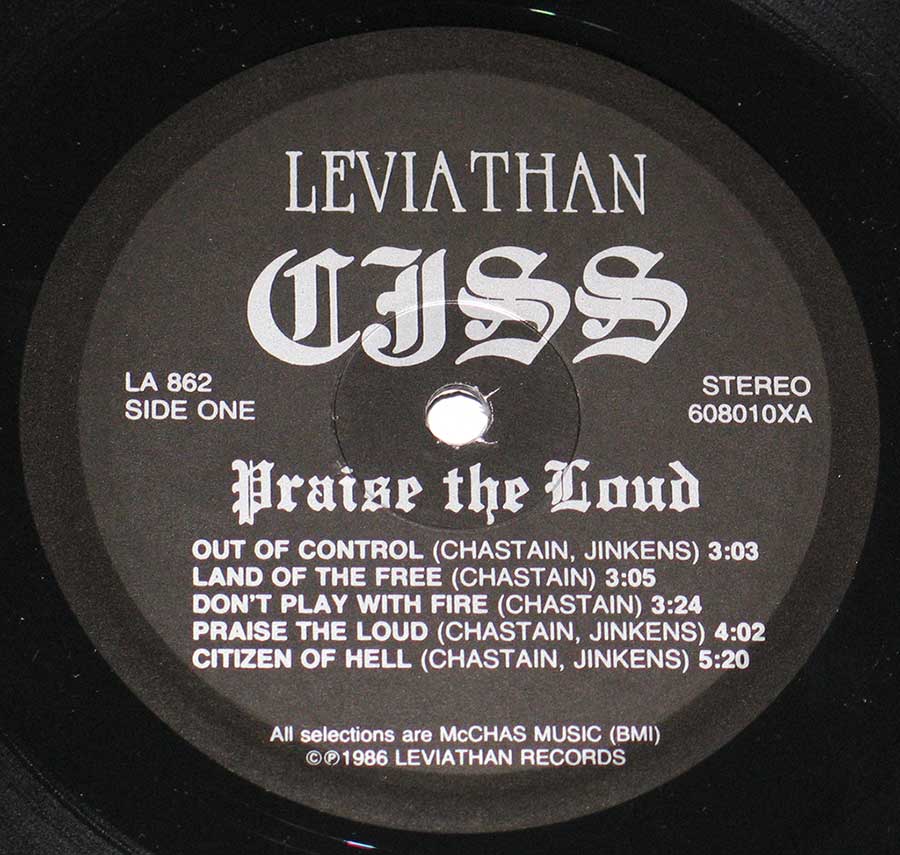 LEVIATHAN
CJSS
LA 862
SIDE ONE
STEREO
608010XA
Praise the Loud
OUT OF CONTROL (CHASTAIN, JINKENS) 3:03
LAND OF THE FREE (CHASTAIN) 3:05
DON'T PLAY WITH FIRE (CHASTAIN) 3:24
PRAISE THE LOUD (CHASTAIN, JINKENS) 4:02
CITIZEN OF HELL (CHASTAIN, JINKENS) 5:20
All selections are McCHAS MUSIC (BMI)
©℗1986 LEVIATHAN RECORDS